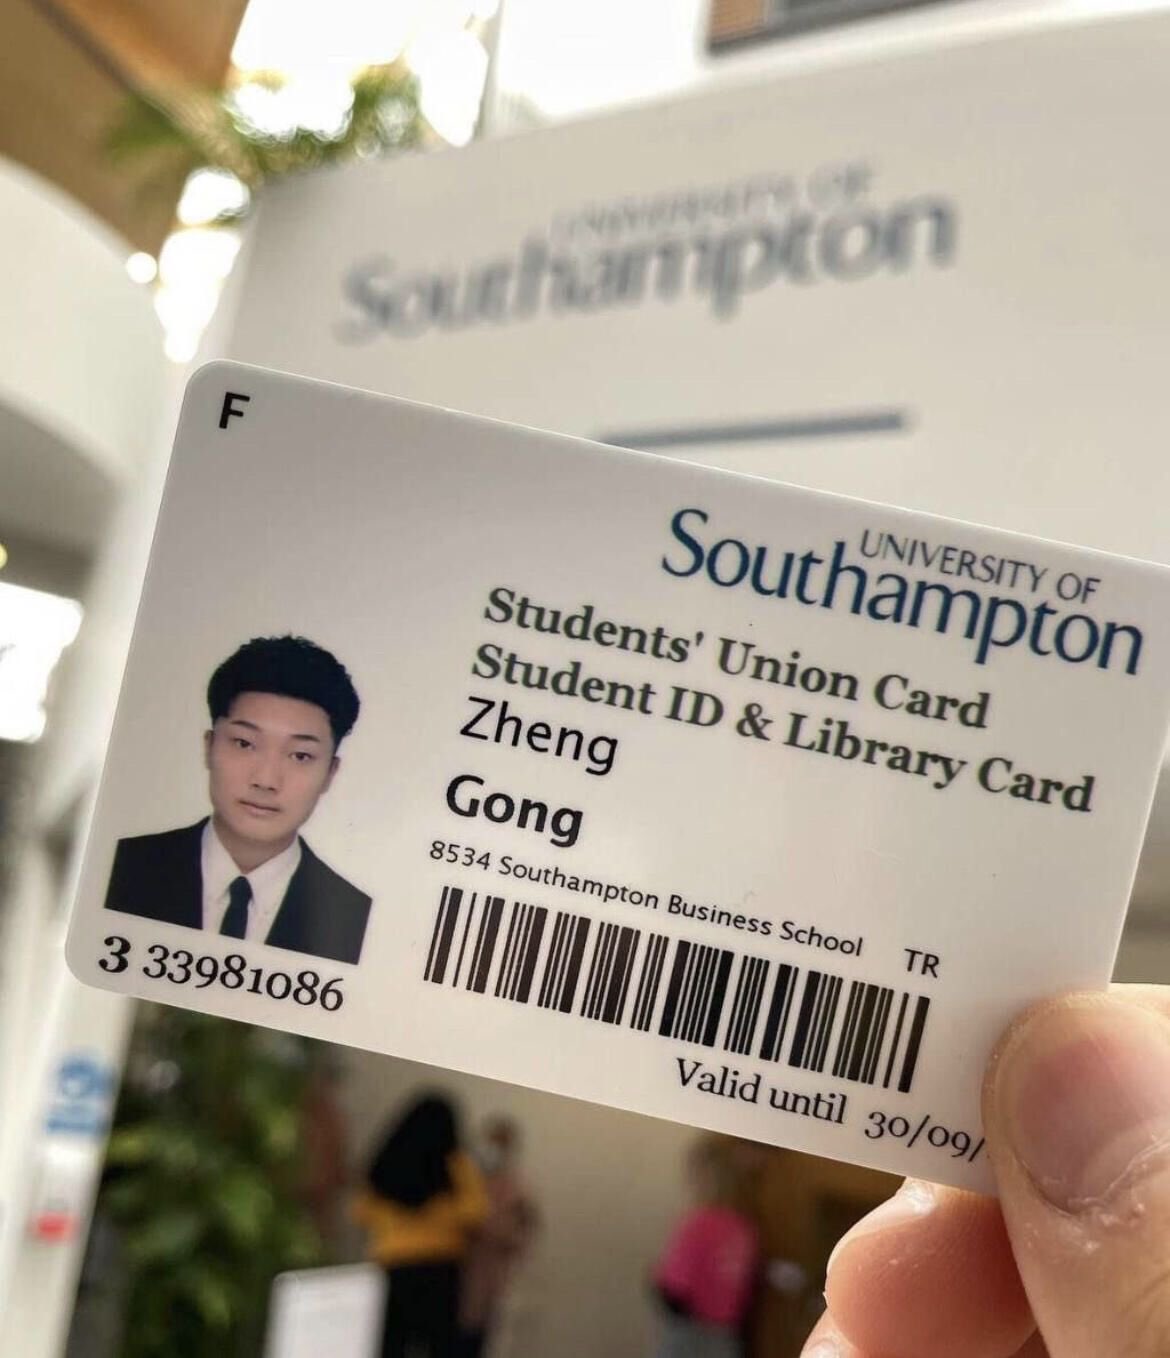 UNIVERSITY OF
Southampton
F
UNIVERSITY OF
Southampton
Students' Union Card
Student ID & Library Card
Zheng
Gong
8534 Southampton Business School TR
3 33981086
Valid until 30/09/